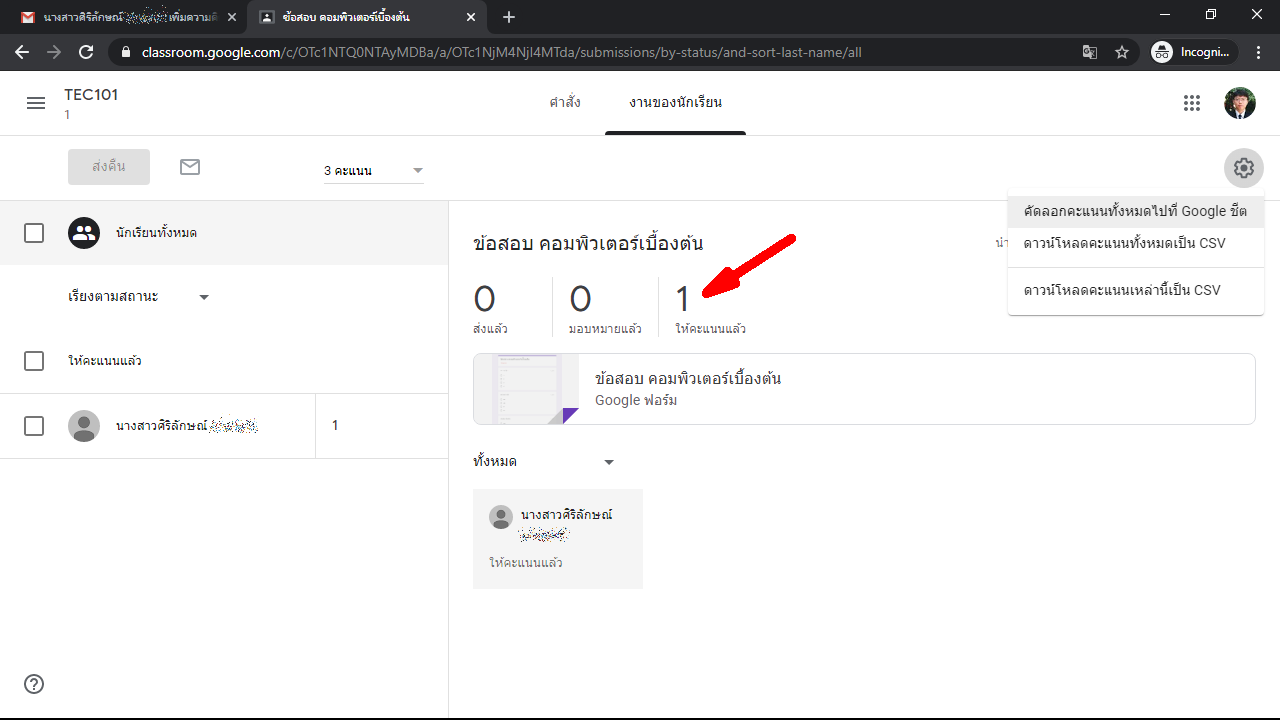 นางสาวศิริลักษณ์ เพิ่มความคิ
ข้อสอบ คอมพิวเตอร์เบื้องต้น
classroom.google.com/c/OTc1NTQ0NTAyMDBa/a/OTc1NjM4NjI4MTda/submissions/by-status/and-sort-last-name/all
Incogni...
TEC101
1
คำสั่ง
งานของนักเรียน
ส่งคืน
3 คะแนน
คัดลอกคะแนนทั้งหมดไปที่ Google ชีต
ดาวน์โหลดคะแนนทั้งหมดเป็น CSV
ดาวน์โหลดคะแนนเหล่านี้เป็น CSV
นักเรียนทั้งหมด
เรียงตามสถานะ
ให้คะแนนแล้ว
นางสาวศิริลักษณ์
1
ข้อสอบ คอมพิวเตอร์เบื้องต้น
0
ส่งแล้ว
0
มอบหมายแล้ว
1
ให้คะแนนแล้ว
ข้อสอบ คอมพิวเตอร์เบื้องต้น
Google ฟอร์ม
ทั้งหมด
นางสาวศิริลักษณ์
ให้คะแนนแล้ว